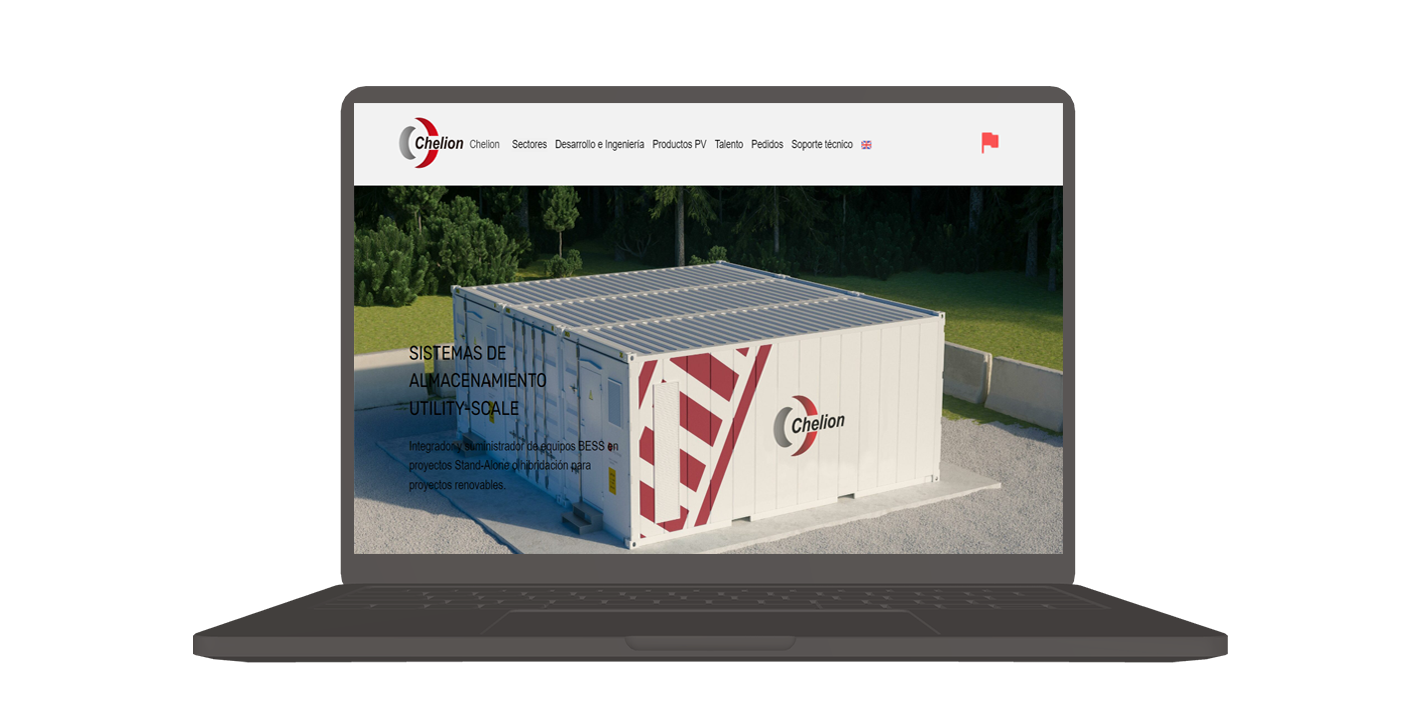 Chelion
Chelion Sectores Desarrollo e Ingeniería Productos PV Talento Pedidos Soporte técnico
SISTEMAS DE
ALMACENAMIENTO
UTILITY-SCALE
Integrador y suministrador de equipos BESS en
proyectos Stand-Alone o hibridación para
proyectos renovables.
Chelion